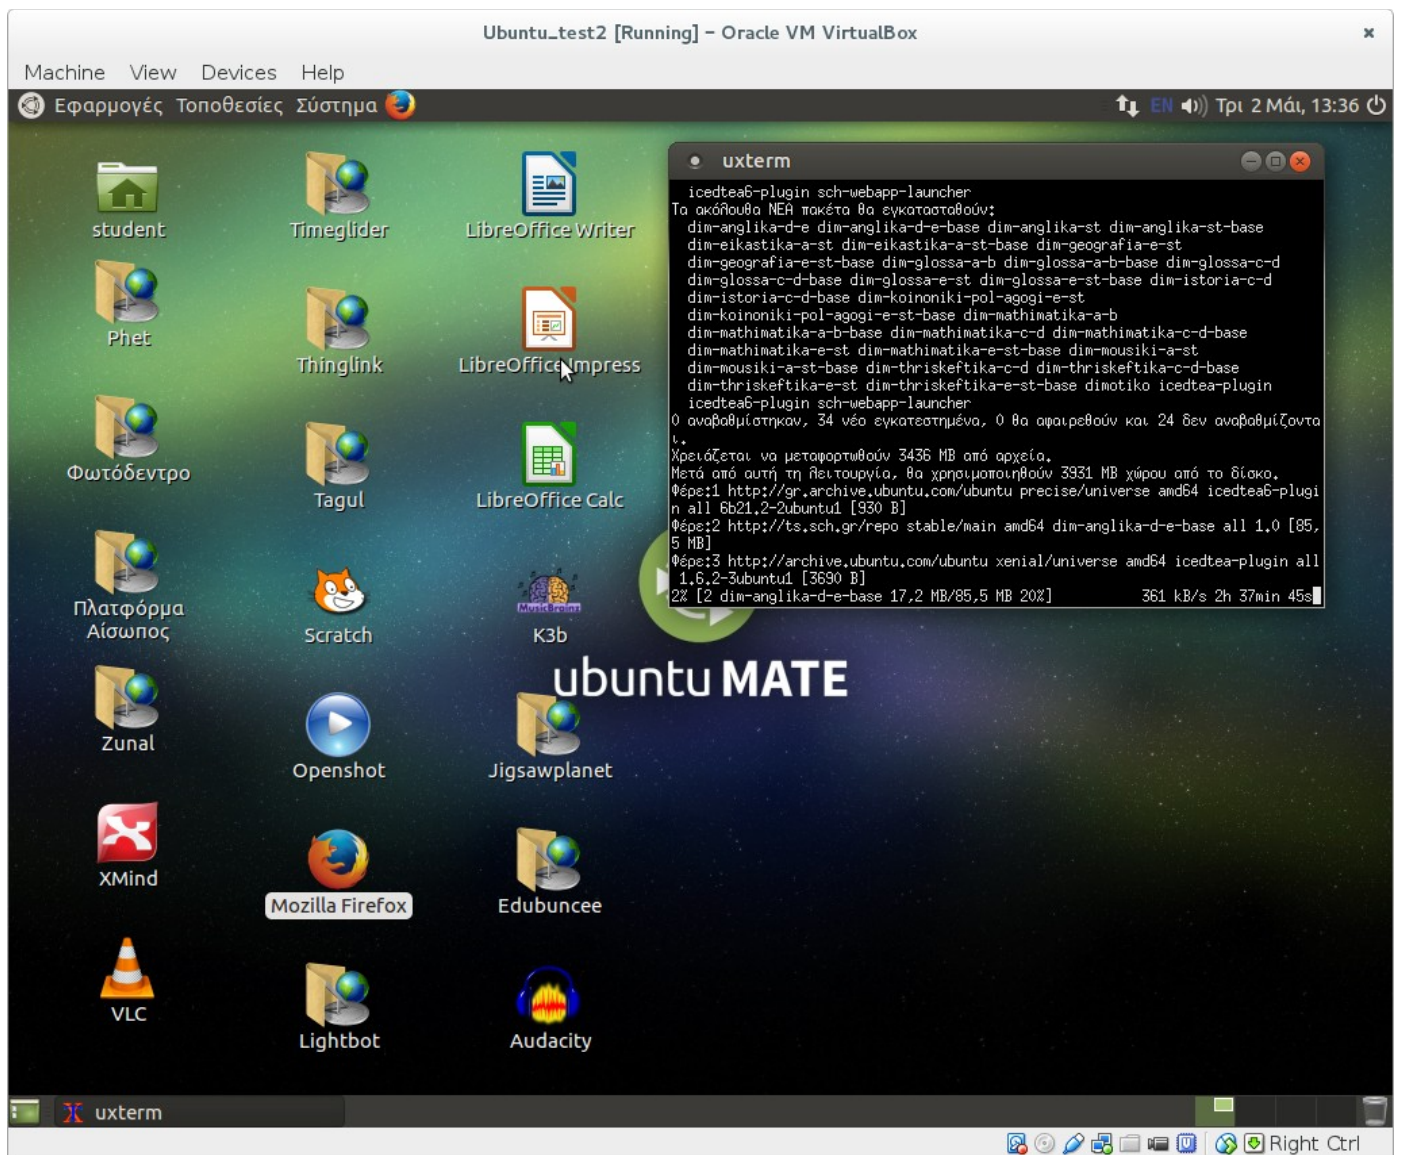 Ubuntu_test2 [Running] – Oracle VM VirtualBox
Machine View Devices Help
Εφαρμογές Τοποθεσίες Σύστημα
EN Τρι 2 Μάι, 13:36
student
Timeglider
LibreOffice Writer
Phet
Thinglink
LibreOffice Impress
Φωτόδεντρο
Tagul
LibreOffice Calc
Πλατφόρμα
Αίσωπος
Scratch
MusicBrainz
K3b
Zunal
Openshot
Jigsawplanet
XMind
Mozilla Firefox
Edubuncee
VLC
Lightbot
Audacity
ubuntu MATE
uxterm
icedtea6-plugin sch-webapp-launcher
Τα ακόλουθα ΝΕΑ πακέτα θα εγκατασταθούν:
dim-anglika-d-e dim-anglika-d-e-base dim-anglika-st dim-anglika-st-base
dim-eikastika-a-st dim-eikastika-a-st-base dim-geografia-e-st
dim-geografia-e-st-base dim-glossa-a-b dim-glossa-a-b-base dim-glossa-c-d
dim-glossa-c-d-base dim-glossa-e-st dim-glossa-e-st-base dim-istoria-c-d
dim-istoria-c-d-base dim-koinoniki-pol-agogi-e-st
dim-koinoniki-pol-agogi-e-st-base dim-mathimatika-a-b
dim-mathimatika-a-b-base dim-mathimatika-c-d dim-mathimatika-c-d-base
dim-mathimatika-e-st dim-mathimatika-e-st-base dim-mousiki-a-st
dim-mousiki-a-st-base dim-thriskeftika-c-d dim-thriskeftika-c-d-base
dim-thriskeftika-e-st dim-thriskeftika-e-st-base dimotiko icedtea-plugin
icedtea6-plugin sch-webapp-launcher
0 αναβαθμίστηκαν, 34 νέο εγκατεστημένα, 0 θα αφαιρεθούν και 24 δεν αναβαθμίζοντα
ι.
Χρειάζεται να μεταφορτωθούν 3436 MB από αρχεία.
Μετά από αυτή τη λειτουργία, θα χρησιμοποιηθούν 3931 MB χώρου από το δίσκο.
Φέρε:1 http://gr.archive.ubuntu.com/ubuntu precise/universe amd64 icedtea6-plugi
n all 6b21.2-2ubuntu1 [930 B]
Φέρε:2 http://ts.sch.gr/repo stable/main amd64 dim-anglika-d-e-base all 1.0 [85,
5 MB]
Φέρε:3 http://archive.ubuntu.com/ubuntu xenial/universe amd64 icedtea-plugin all
1.6.2-3ubuntu1 [3690 B]
2% [2 dim-anglika-d-e-base 17,2 MB/85,5 MB 20%] 361 kB/s 2h 37min 45s
uxterm
Right Ctrl